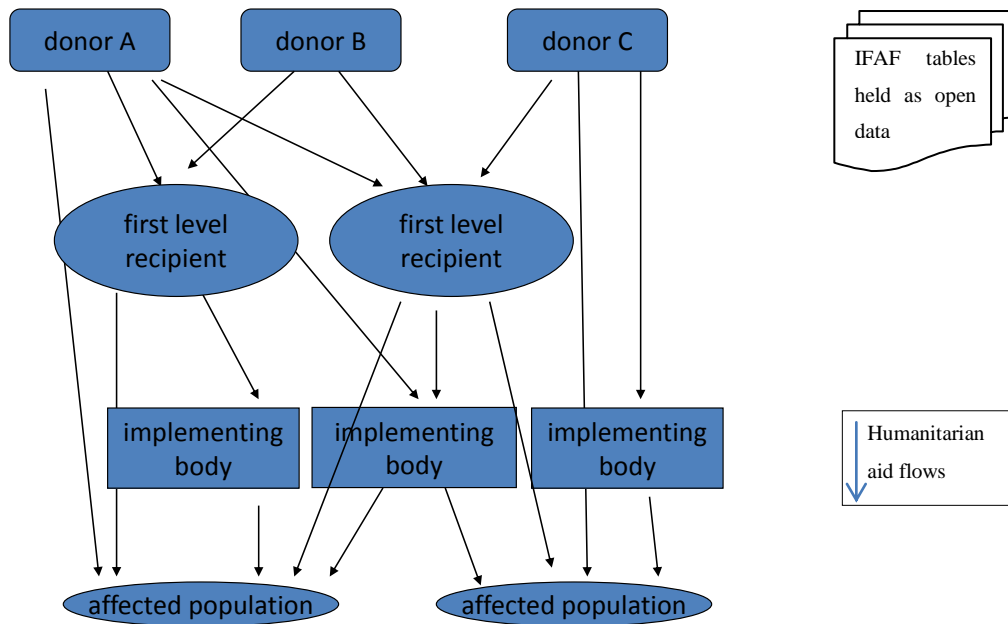 donor A
donor B
donor C
IFAF tables
held as open
data
first level
recipient
first level
recipient
implementing
body
implementing
body
implementing
body
Humanitarian
aid flows
affected population
affected population